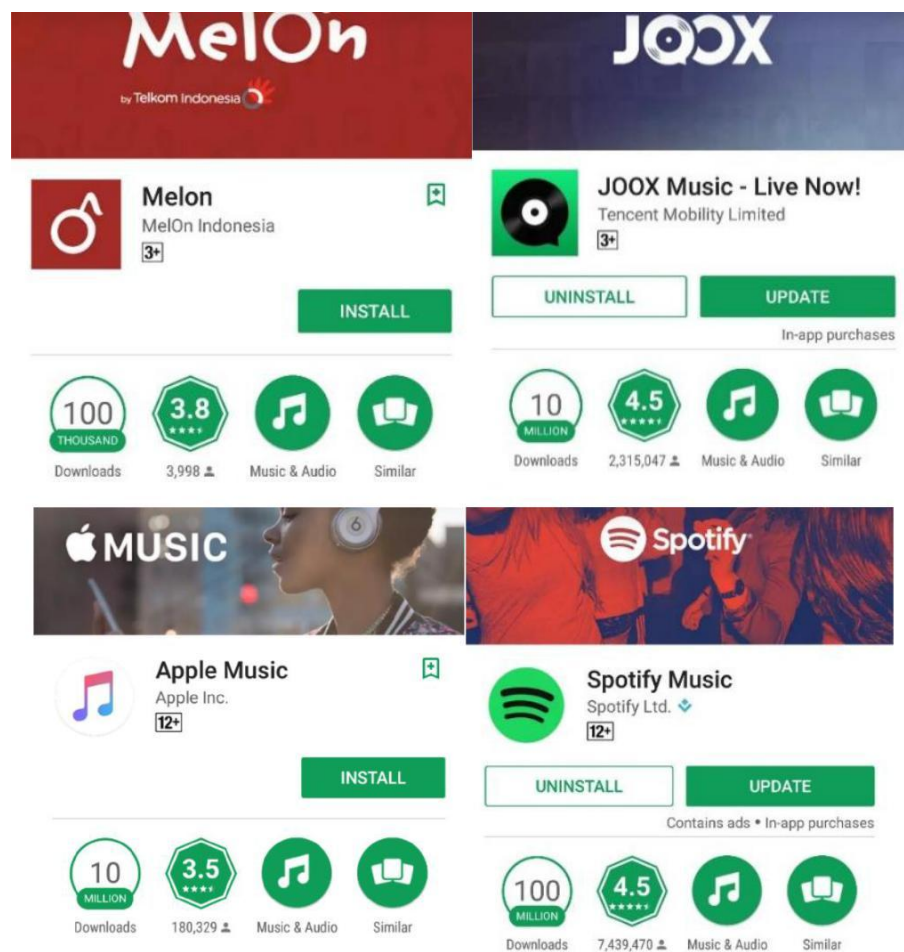 MelOn
by Telkom Indonesia
Melon
MelOn Indonesia
3+
INSTALL
100
THOUSAND
Downloads
3.8
3,998
Music & Audio
Similar
JOOX
JOOX Music - Live Now!
Tencent Mobility Limited
3+
UNINSTALL
UPDATE
In-app purchases
10
MILLION
Downloads
4.5
2,315,047
Music & Audio
Similar
MUSIC
6
Apple Music
Apple Inc.
12+
INSTALL
10
MILLION
Downloads
3.5
180,329
Music & Audio
Similar
Spotify
Spotify Music
Spotify Ltd.
12+
UNINSTALL
UPDATE
Contains ads • In-app purchases
100
MILLION
Downloads
4.5
7,439,470
Music & Audio
Similar